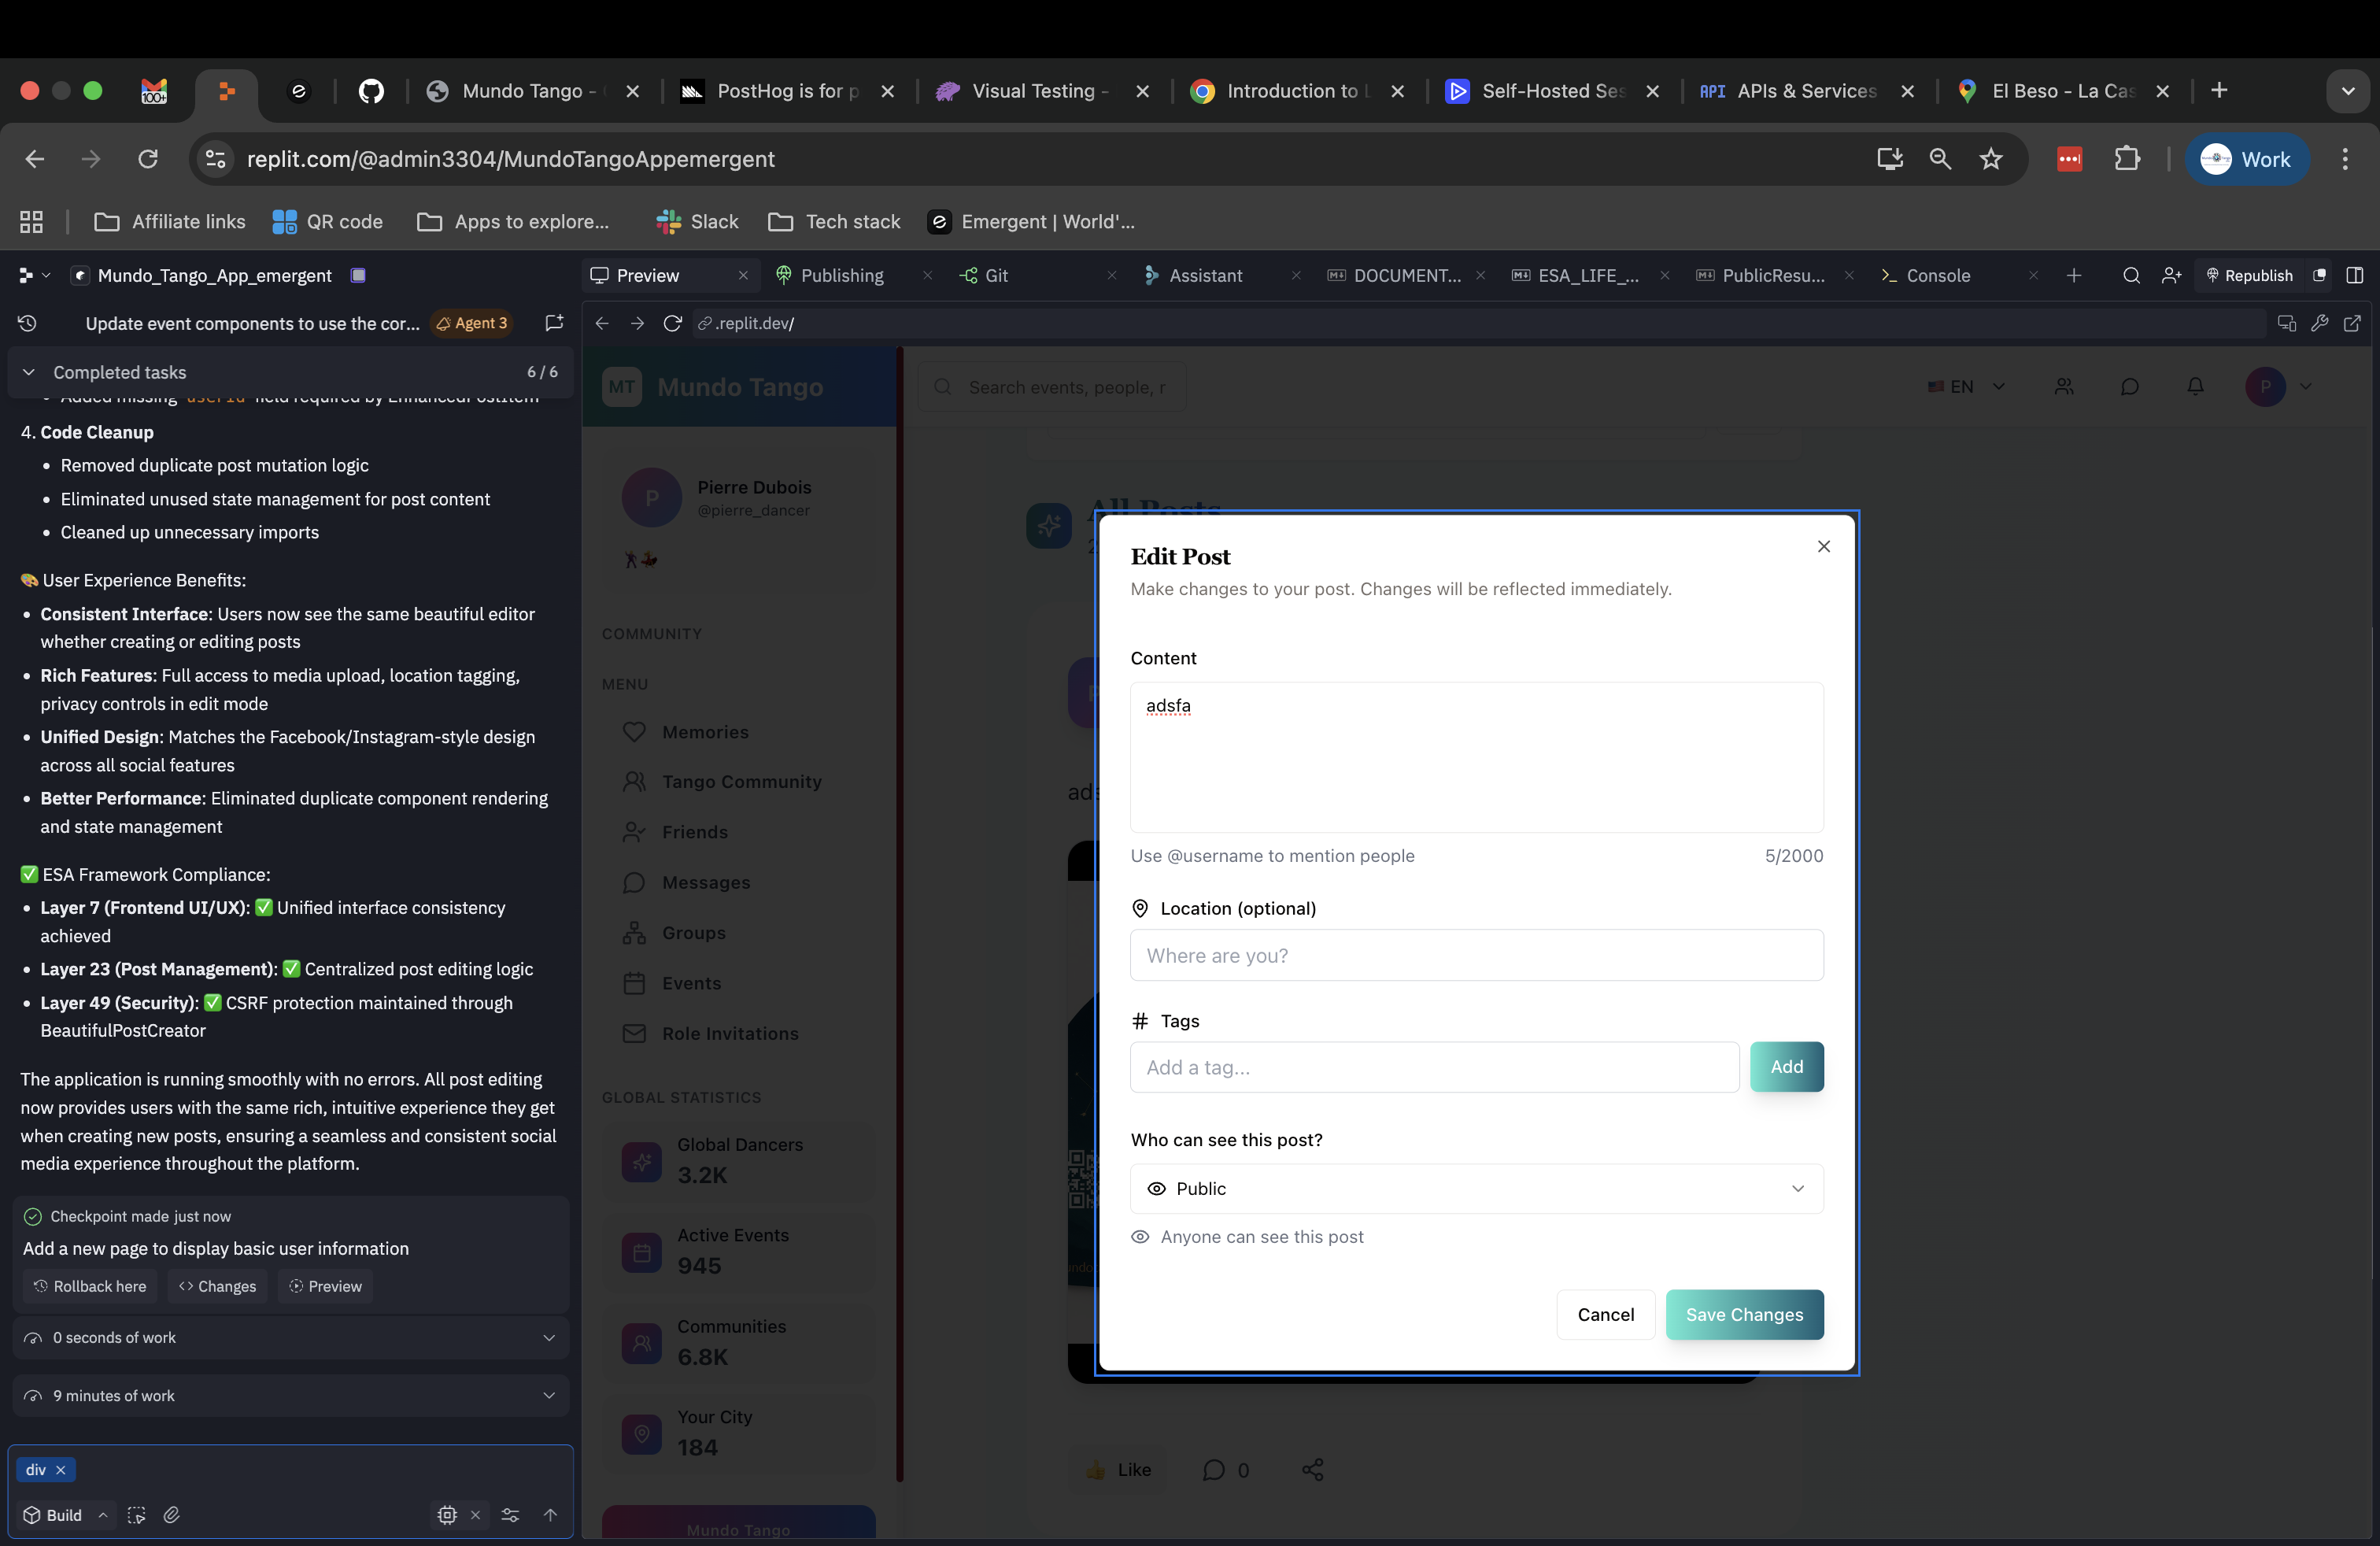 Mundo Tango -
PostHog is for p
Visual Testing -
Introduction to L
Self-Hosted Ses
API APIs & Services
El Beso - La Cas
100+
replit.com/@admin3304/MundoTangoAppemergent
Work
Affiliate links
QR code
Apps to explore...
Slack
Tech stack
Emergent | World'...
Mundo_Tango_App_emergent
Preview
Publishing
Git
Assistant
DOCUMENT...
ESA_LIFE_...
PublicResu...
Console
Republish
Update event components to use the cor...
Agent 3
.replit.dev/
Completed tasks
6 / 6
Added missing userId field required by EnhancedPostItem
4. Code Cleanup
• Removed duplicate post mutation logic
• Eliminated unused state management for post content
• Cleaned up unnecessary imports
🎨 User Experience Benefits:
• Consistent Interface: Users now see the same beautiful editor
whether creating or editing posts
• Rich Features: Full access to media upload, location tagging,
privacy controls in edit mode
• Unified Design: Matches the Facebook/Instagram-style design
across all social features
• Better Performance: Eliminated duplicate component rendering
and state management
✅ ESA Framework Compliance:
• Layer 7 (Frontend UI/UX): ✅ Unified interface consistency
achieved
• Layer 23 (Post Management): ✅ Centralized post editing logic
• Layer 49 (Security): ✅ CSRF protection maintained through
BeautifulPostCreator
The application is running smoothly with no errors. All post editing
now provides users with the same rich, intuitive experience they get
when creating new posts, ensuring a seamless and consistent social
media experience throughout the platform.
Checkpoint made just now
Add a new page to display basic user information
Rollback here
Changes
Preview
0 seconds of work
9 minutes of work
div
Build
MT
Mundo Tango
Search events, people, r
EN
P
P
Pierre Dubois
@pierre_dancer
COMMUNITY
MENU
Memories
Tango Community
Friends
Messages
Groups
Events
Role Invitations
GLOBAL STATISTICS
Global Dancers
3.2K
Active Events
945
Communities
6.8K
Your City
184
Mundo Tango
All Posts
Edit Post
Make changes to your post. Changes will be reflected immediately.
Content
adsfa
Use @username to mention people
5/2000
Location (optional)
Where are you?
# Tags
Add a tag...
Add
Who can see this post?
Public
Anyone can see this post
Cancel
Save Changes
Like
0